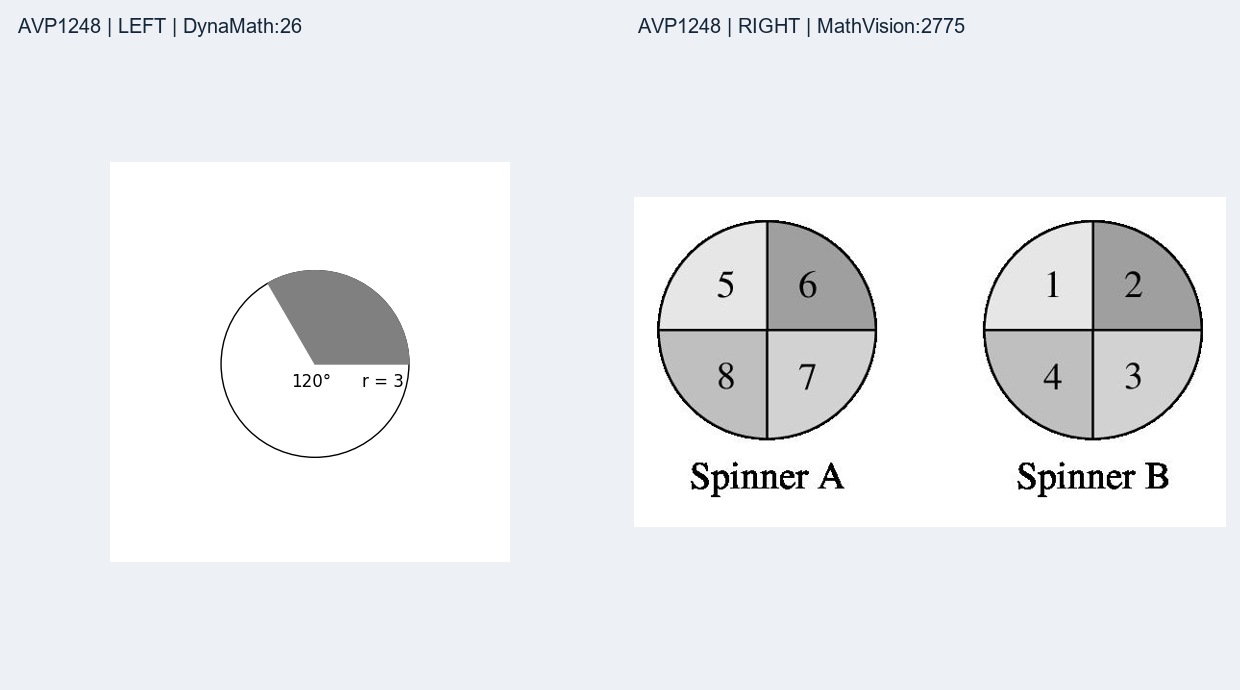 AVP1248 | LEFT | DynaMath:26
AVP1248 | RIGHT | MathVision:2775
120° r = 3
5 6
8 7
Spinner A
1 2
4 3
Spinner B